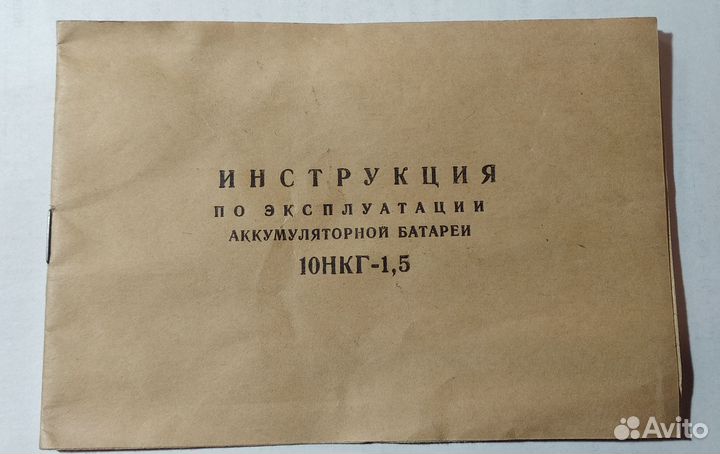 ИНСТРУКЦИЯ
ПО ЭКСПЛУАТАЦИИ
АККУМУЛЯТОРНОЙ БАТАРЕИ
10НКГ-1,5
Avito